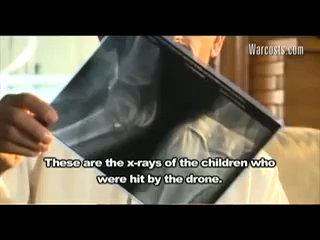 Warcosts.com
These are the x-rays of the children who
were hit by the drone.